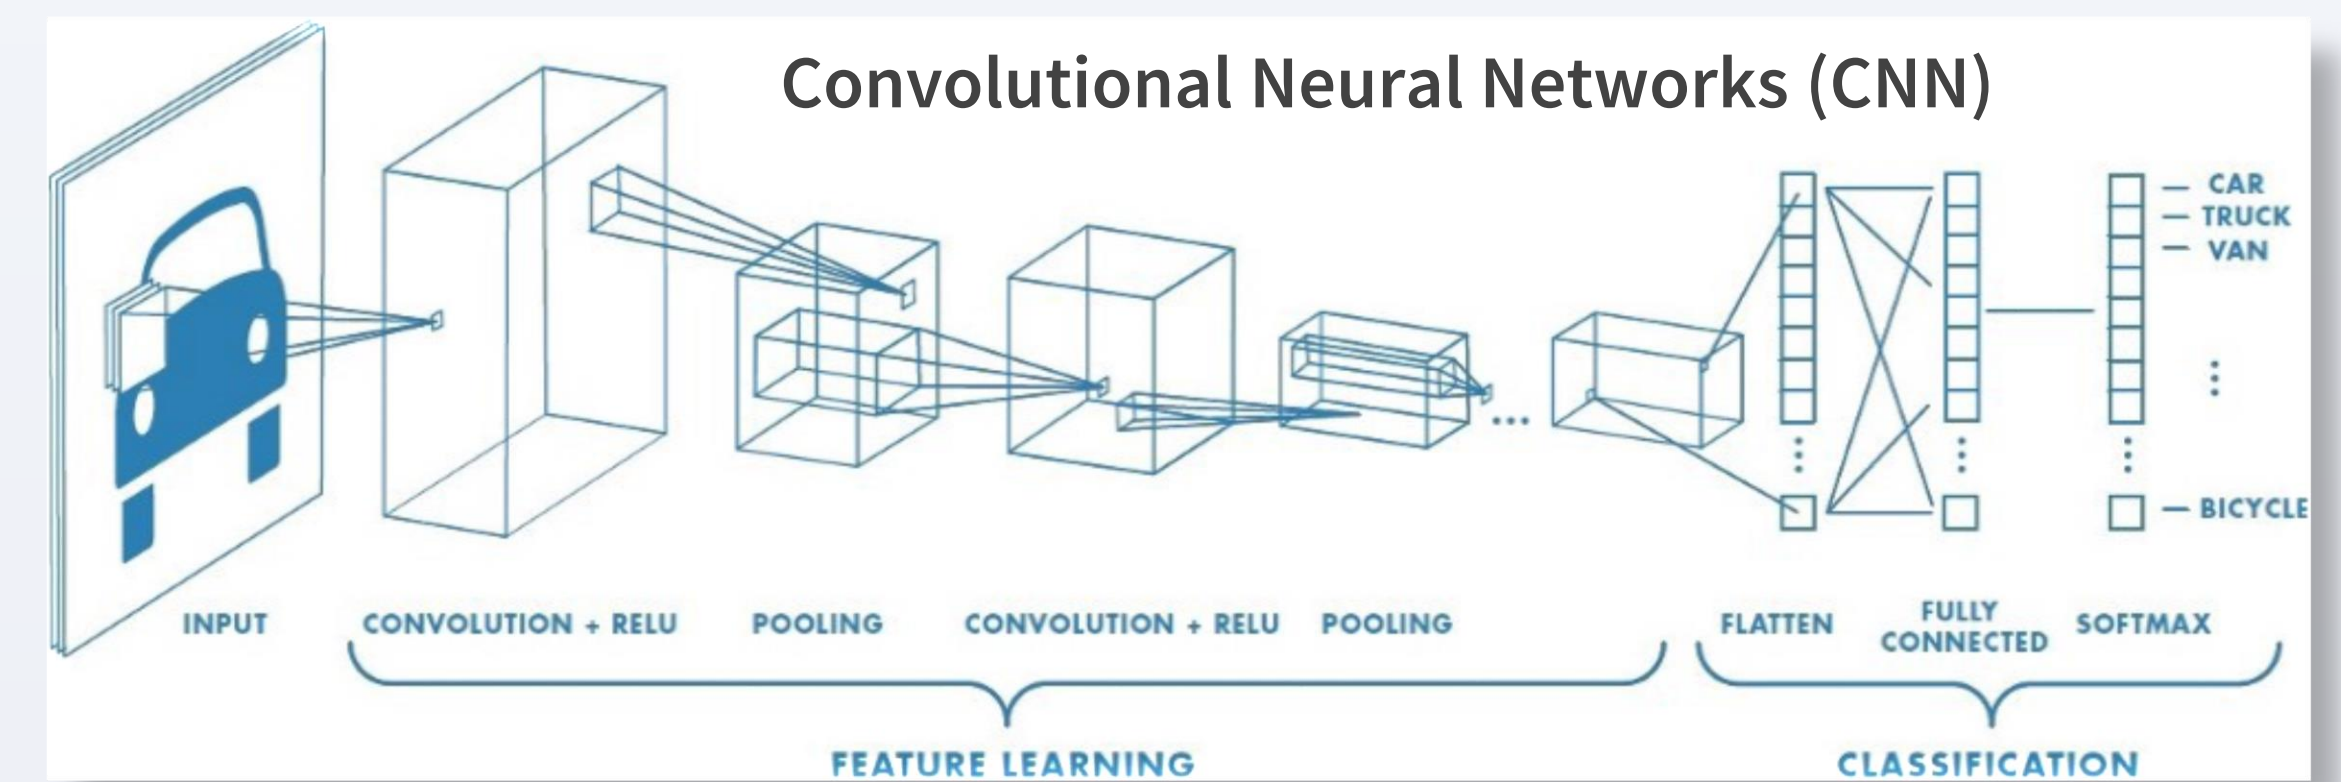 Convolutional Neural Networks (CNN)
CAR
TRUCK
VAN
BICYCLE
INPUT
CONVOLUTION + RELU
POOLING
CONVOLUTION + RELU
POOLING
FLATTEN
FULLY
CONNECTED
SOFTMAX
FEATURE LEARNING
CLASSIFICATION